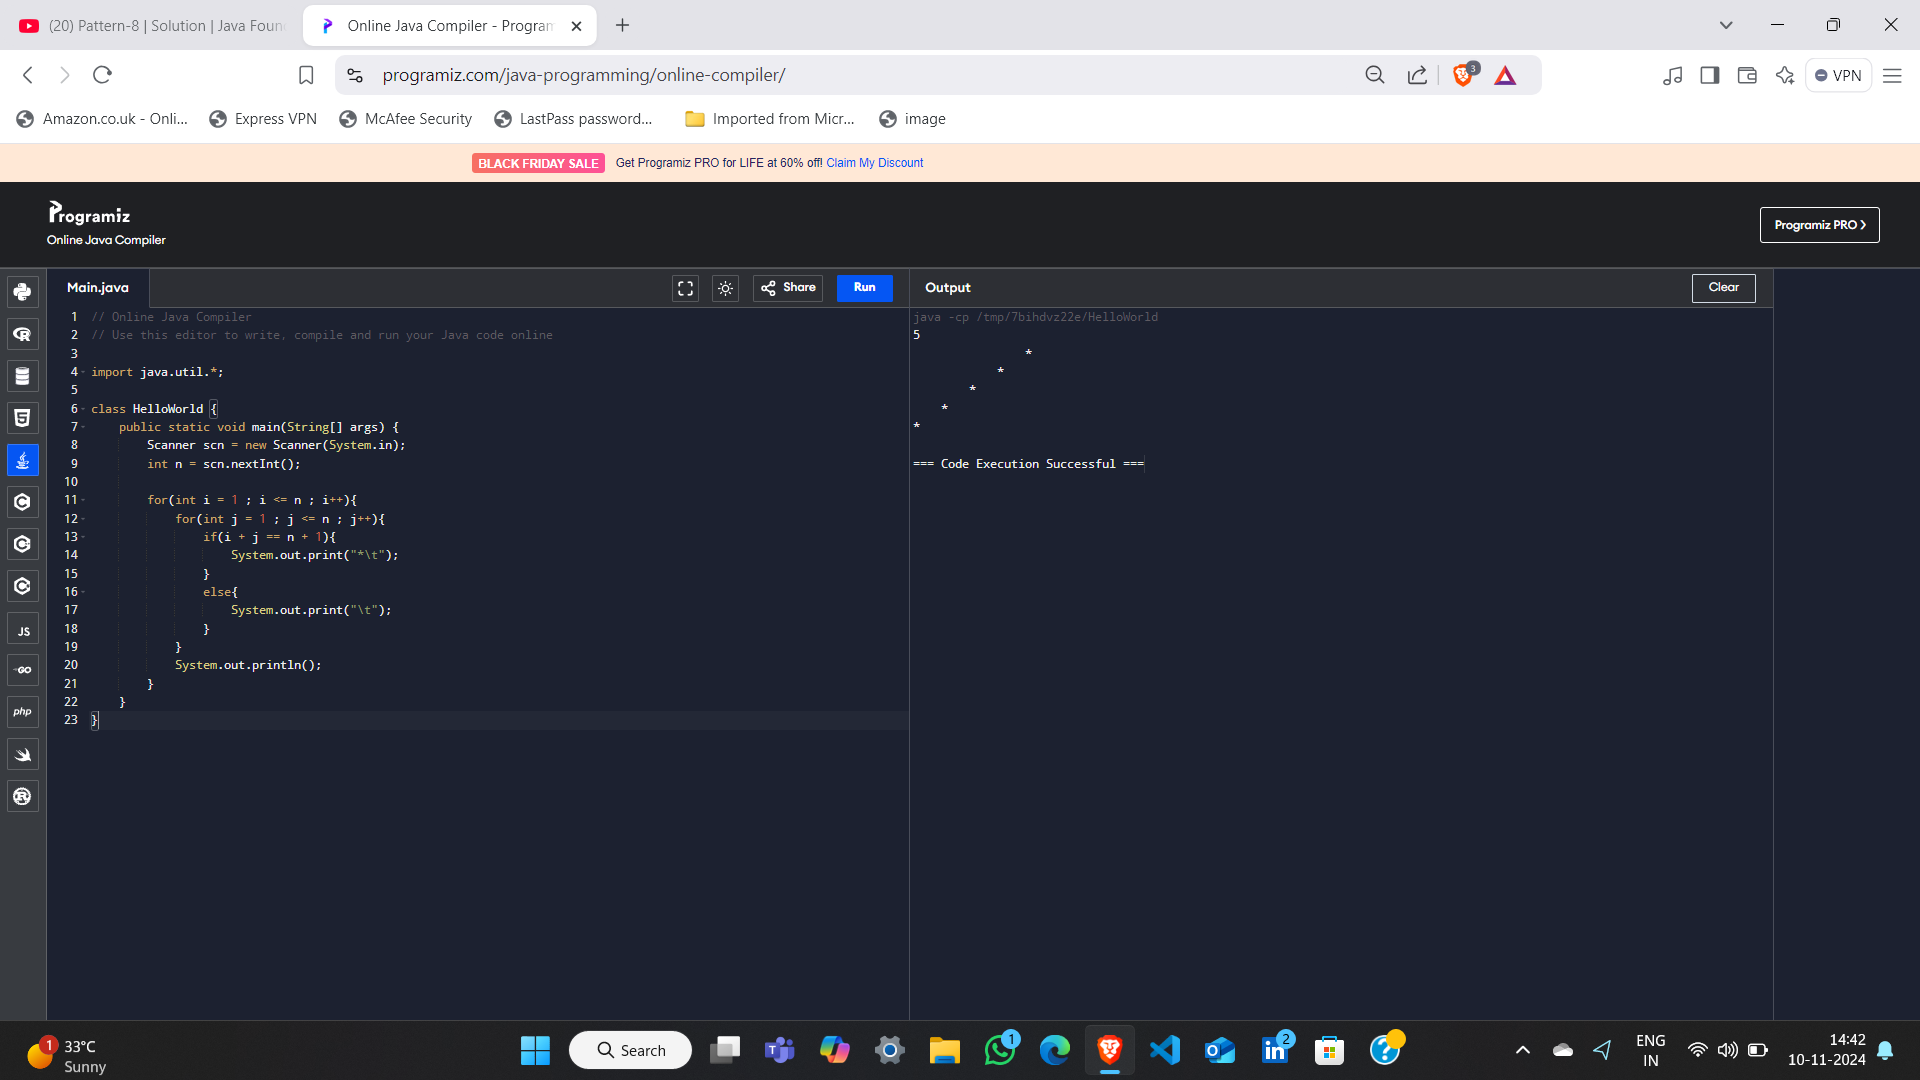 (20) Pattern-8 | Solution | Java Foun
Online Java Compiler - Program
programiz.com/java-programming/online-compiler/
3
VPN
Amazon.co.uk - Onli...
Express VPN
McAfee Security
LastPass password...
Imported from Micr...
image
BLACK FRIDAY SALE Get Programiz PRO for LIFE at 60% off! Claim My Discount
Programiz
Online Java Compiler
Programiz PRO >
Main.java
Share
Run
Output
Clear
1 // Online Java Compiler
2 // Use this editor to write, compile and run your Java code online
3
4 import java.util.*;
5
6 class HelloWorld {
7 public static void main(String[] args) {
8 Scanner scn = new Scanner(System.in);
9 int n = scn.nextInt();
10
11 for(int i = 1 ; i <= n ; i++){
12 for(int j = 1 ; j <= n ; j++){
13 if(i + j == n + 1){
14 System.out.print("*\t");
15 }
16 else{
17 System.out.print("\t");
18 }
19 }
20 System.out.println();
21 }
22 }
23 }
java -cp /tmp/7bihdvz22e/HelloWorld
5
*
*
*
*
*
=== Code Execution Successful ===
JS
GO
php
1
33°C
Sunny
Search
1
2
ENG
IN
14:42
10-11-2024